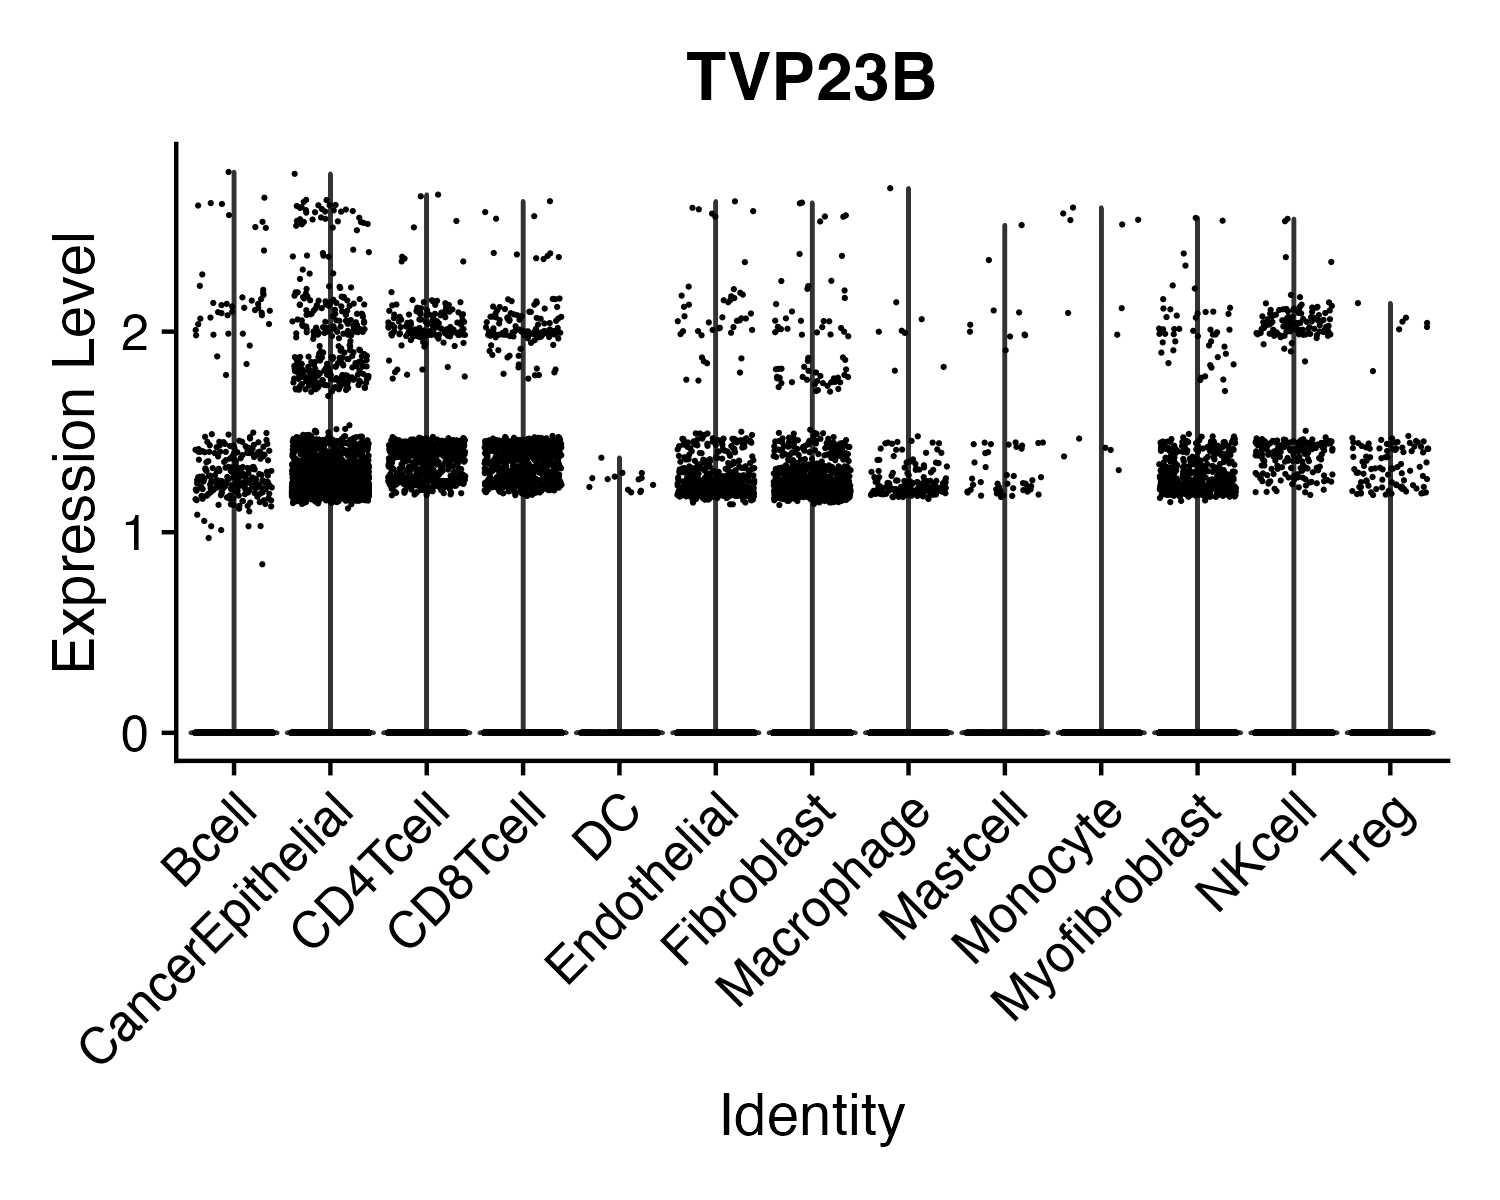 TVP23B
Expression Level
2
1
0
Bcell
CancerEpithelial
CD4Tcell
CD8Tcell
DC
Endothelial
Fibroblast
Macrophage
Mastcell
Monocyte
Myofibroblast
NKcell
Treg
Identity